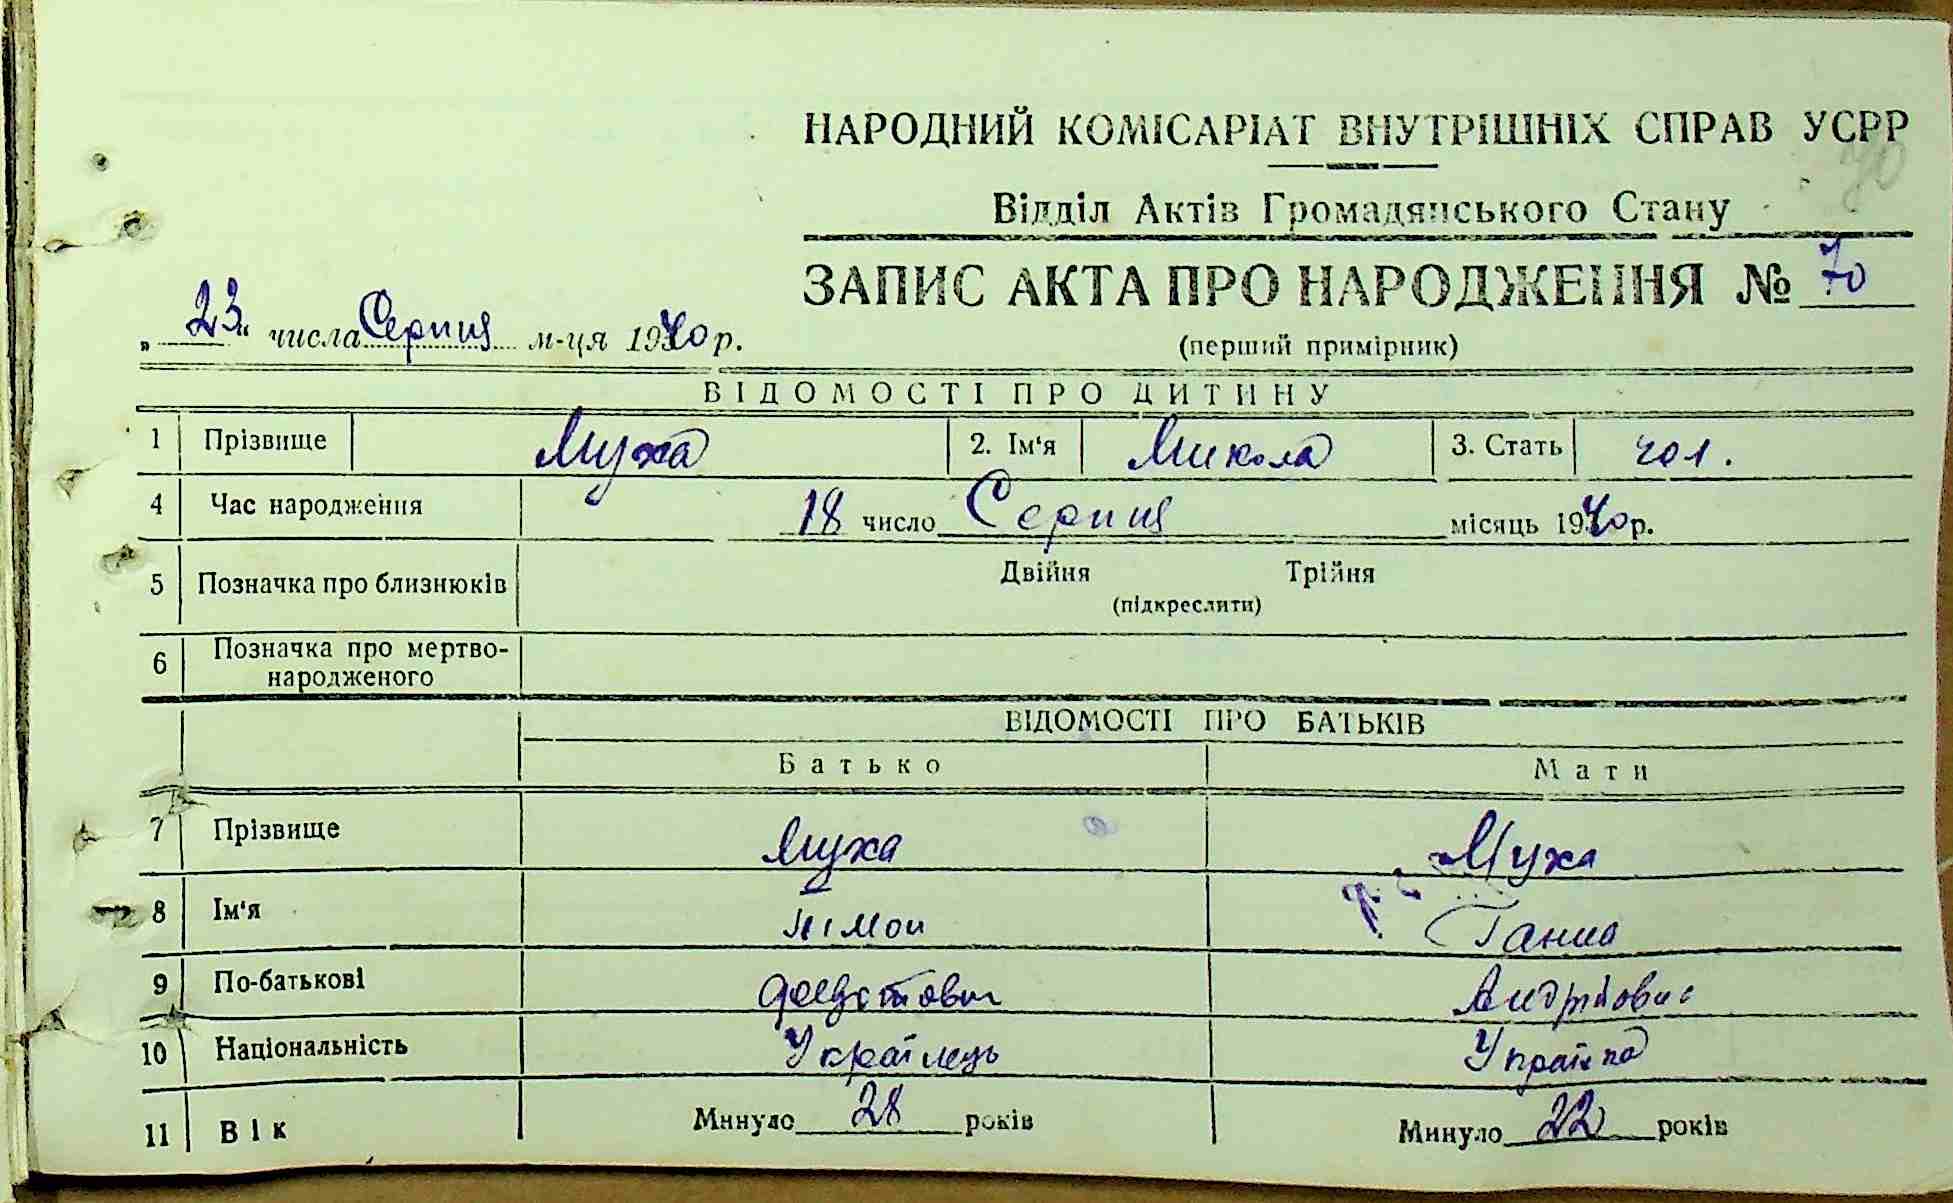 НАРОДНИЙ КОМІСАРІАТ ВНУТРІШНІХ СПРАВ УСРР
70
Відділ Актів Громадянського Стану
ЗАПИС АКТА ПРО НАРОДЖЕННЯ № 70
„23“ числа Серпня м-ця 1940 р.
(перший примірник)
ВІДОМОСТІ ПРО ДИТИНУ
1 Прізвище Муха 2. Ім'я Микола 3. Стать чол.
4 Час народження 18 число Серпня місяць 1940 р.
5 Позначка про близнюків Двійня Трійня
(підкреслити)
6 Позначка про мертво-
народженого
ВІДОМОСТІ ПРО БАТЬКІВ
Батько Мати
7 Прізвище Муха Муха
8 Ім'я Ганна
9 По-батькові
10 Національність Українець Українка
11 Вік Минуло 28 років Минуло 22 років